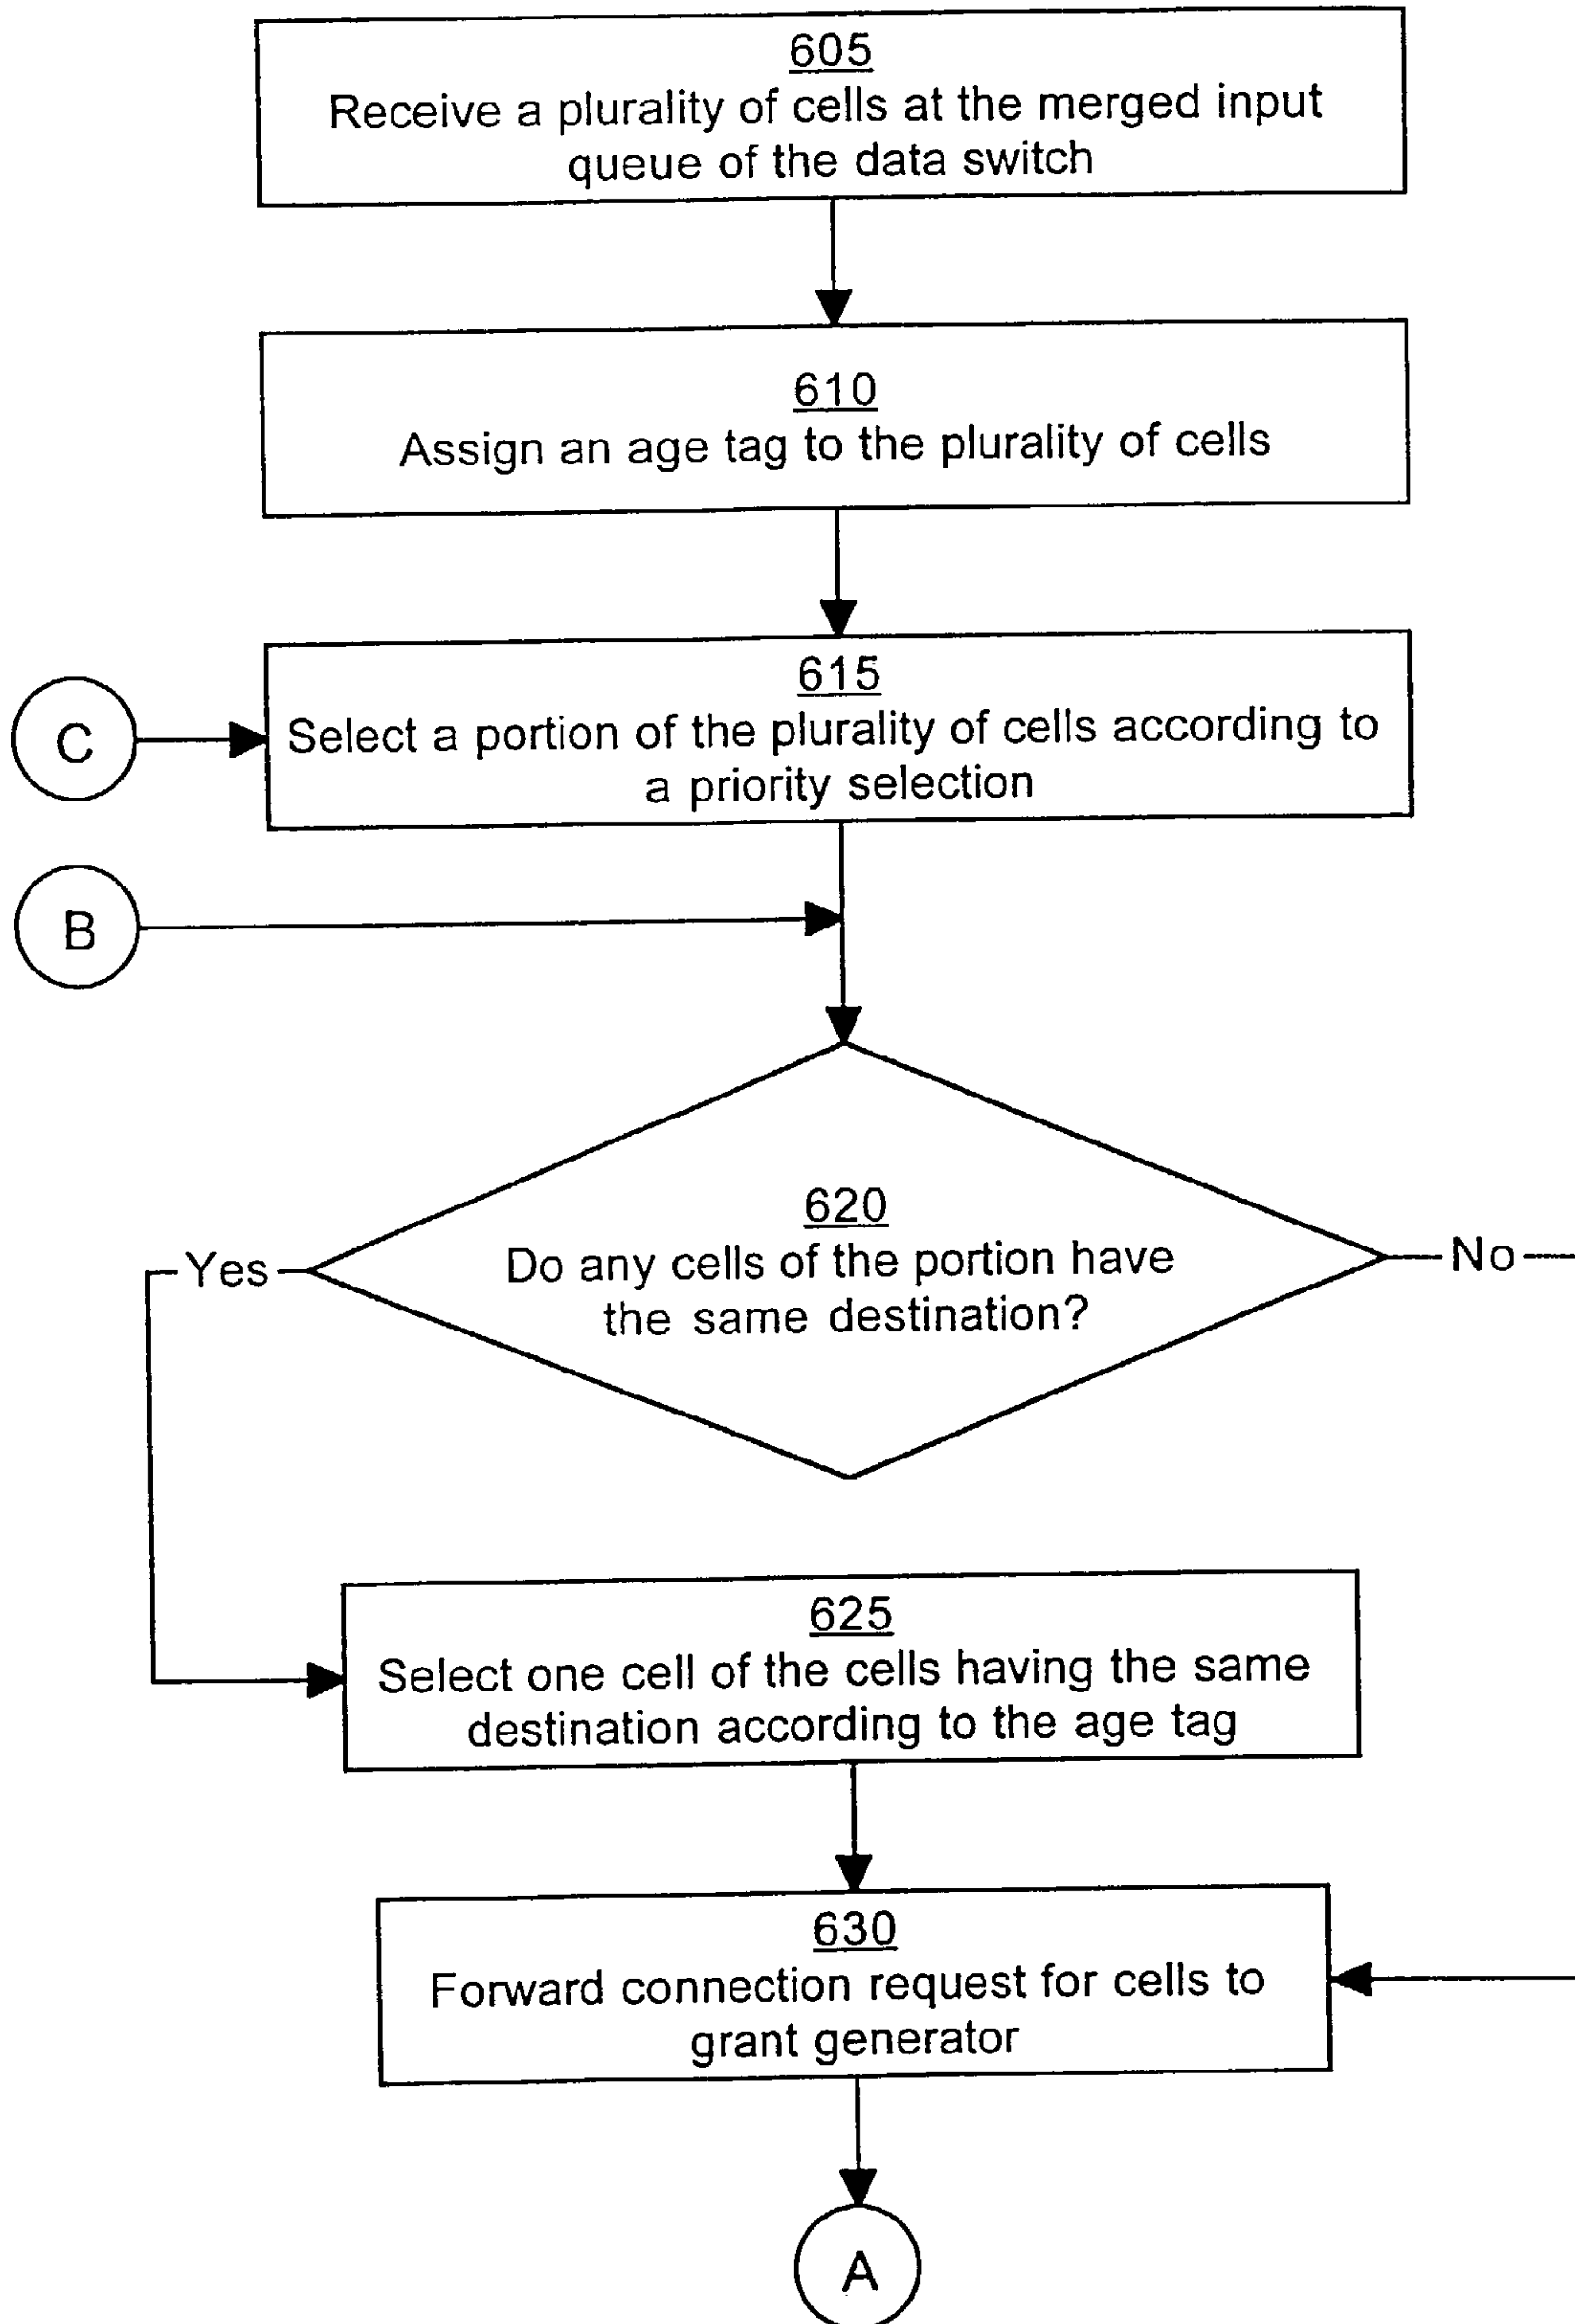 605
Receive a plurality of cells at the merged input
queue of the data switch
610
Assign an age tag to the plurality of cells
615
Select a portion of the plurality of cells according to
a priority selection
C
B
620
Do any cells of the portion have
the same destination?
Yes
No
625
Select one cell of the cells having the same
destination according to the age tag
630
Forward connection request for cells to
grant generator
A